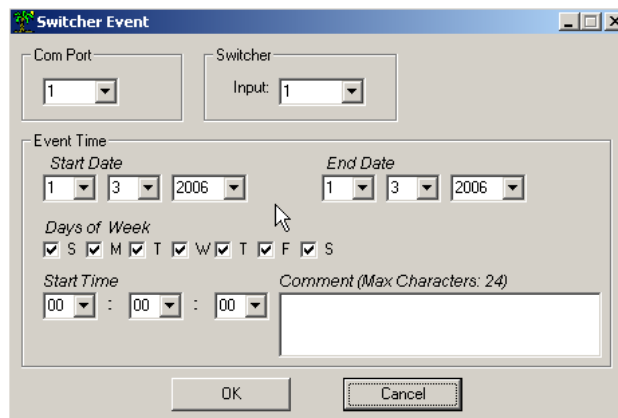 Switcher Event
Com Port Switcher
1 Input: 1
Event Time
Start Date End Date
1 3 2006 1 3 2006
Days of Week
S M T W T F S
Start Time Comment (Max Characters: 24)
00 : 00 : 00
OK Cancel